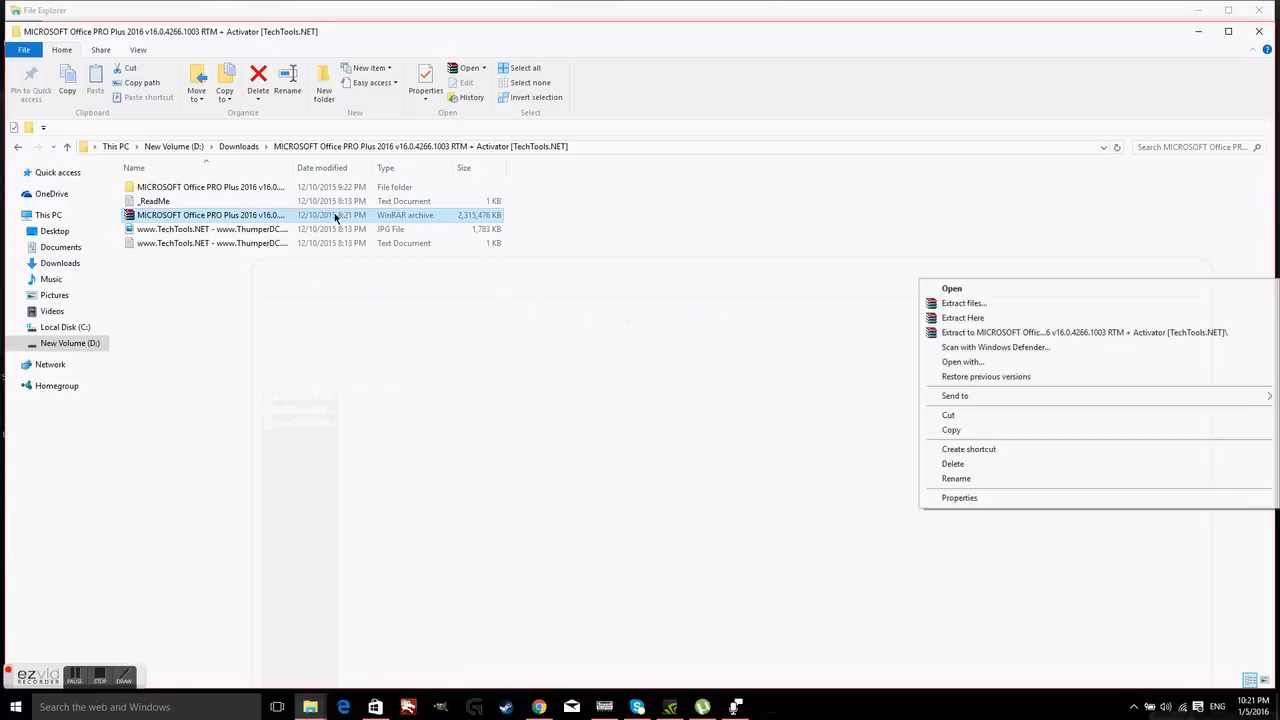 File Explorer
MICROSOFT Office PRO Plus 2016 v16.0.4266.1003 RTM + Activator [TechTools.NET]
File Home Share View
Pin to Quick access
Copy
Paste
Cut
Copy path
Paste shortcut
Clipboard
Move to
Copy to
Delete
Rename
Organize
New folder
New item
Easy access
New
Properties
Open
Edit
History
Open
Select all
Select none
Invert selection
Select
This PC New Volume (D:) Downloads MICROSOFT Office PRO Plus 2016 v16.0.4266.1003 RTM + Activator [TechTools.NET]
Search MICROSOFT Office PR...
Quick access
OneDrive
This PC
Desktop
Documents
Downloads
Music
Pictures
Videos
Local Disk (C:)
New Volume (D:)
Network
Homegroup
Name Date modified Type Size
MICROSOFT Office PRO Plus 2016 v16.0.... 12/10/2015 9:22 PM File folder
_ReadMe 12/10/2015 8:13 PM Text Document 1 KB
MICROSOFT Office PRO Plus 2016 v16.0.... 12/10/2015 :21 PM WinRAR archive 2,315,476 KB
www.TechTools.NET - www.ThumperDC.... 12/10/2015 8:13 PM JPG File 1,783 KB
www.TechTools.NET - www.ThumperDC.... 12/10/2015 8:13 PM Text Document 1 KB
Open
Extract files...
Extract Here
Extract to MICROSOFT Offic...6 v16.0.4266.1003 RTM + Activator [TechTools.NET]\
Scan with Windows Defender...
Open with...
Restore previous versions
Send to
Cut
Copy
Create shortcut
Delete
Rename
Properties
ezvid
RECORDER
PAUSE STOP DRAW
Search the web and Windows
ENG
10:21 PM
1/5/2016